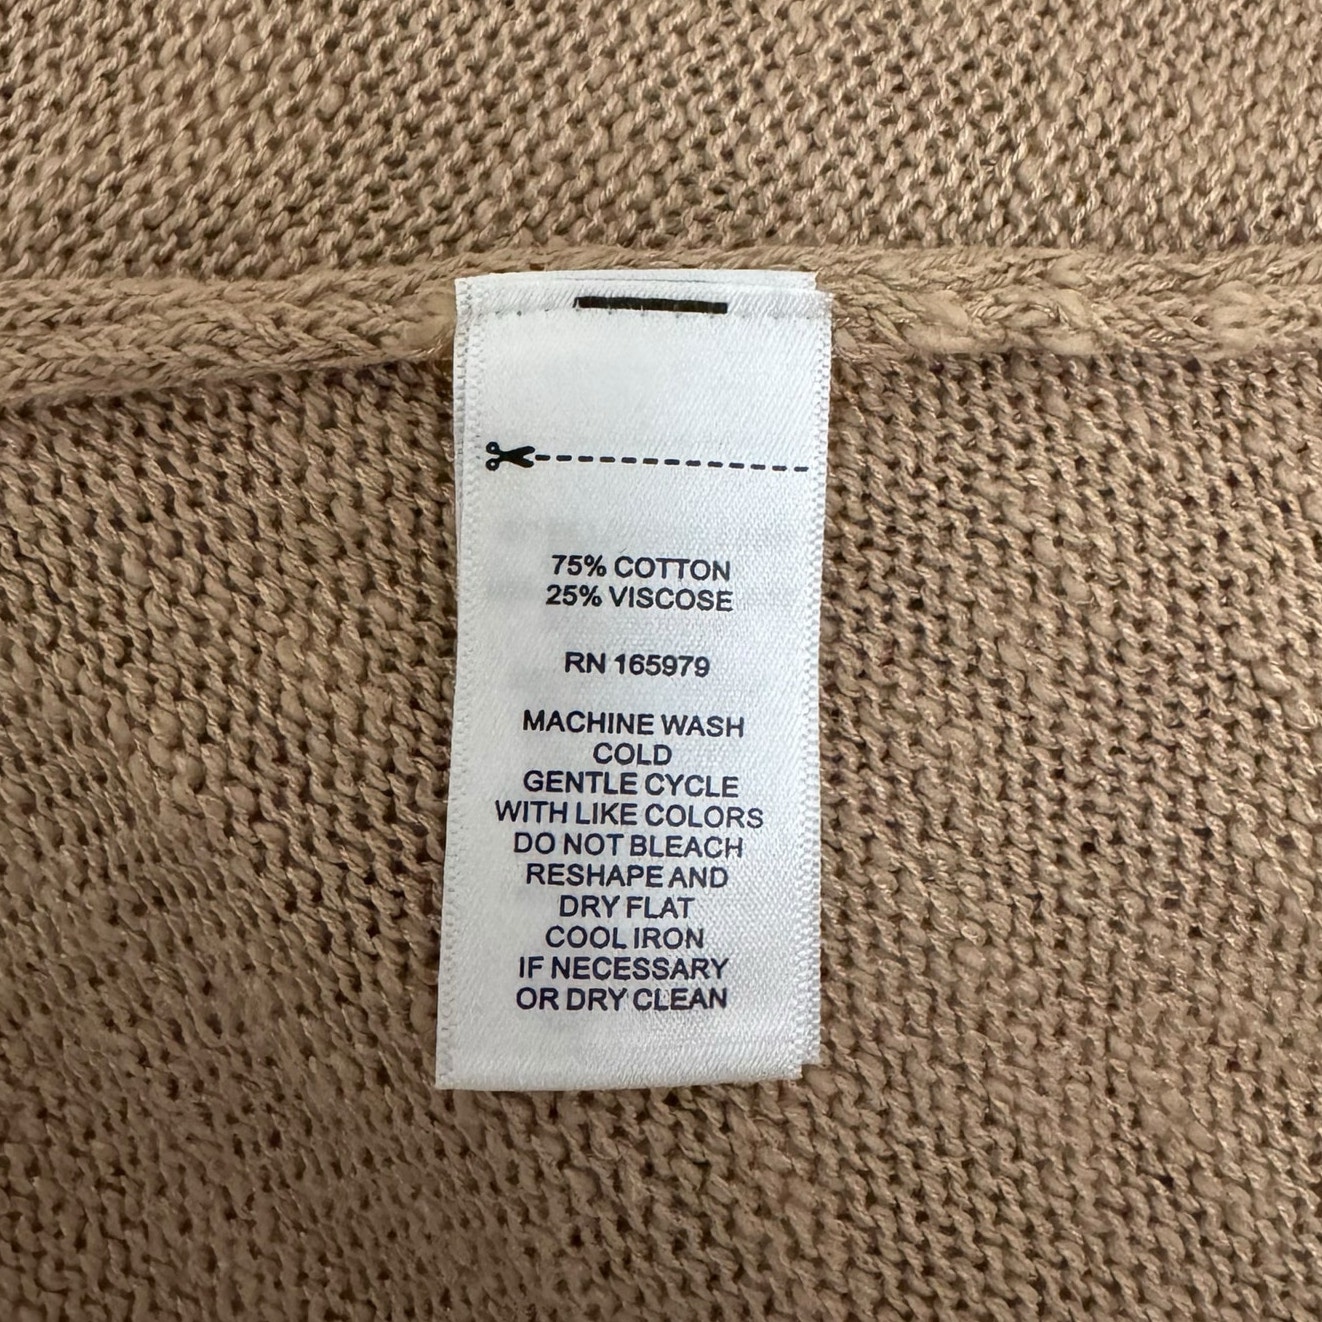 75% COTTON
25% VISCOSE
RN 165979
MACHINE WASH
COLD
GENTLE CYCLE
WITH LIKE COLORS
DO NOT BLEACH
RESHAPE AND
DRY FLAT
COOL IRON
IF NECESSARY
OR DRY CLEAN